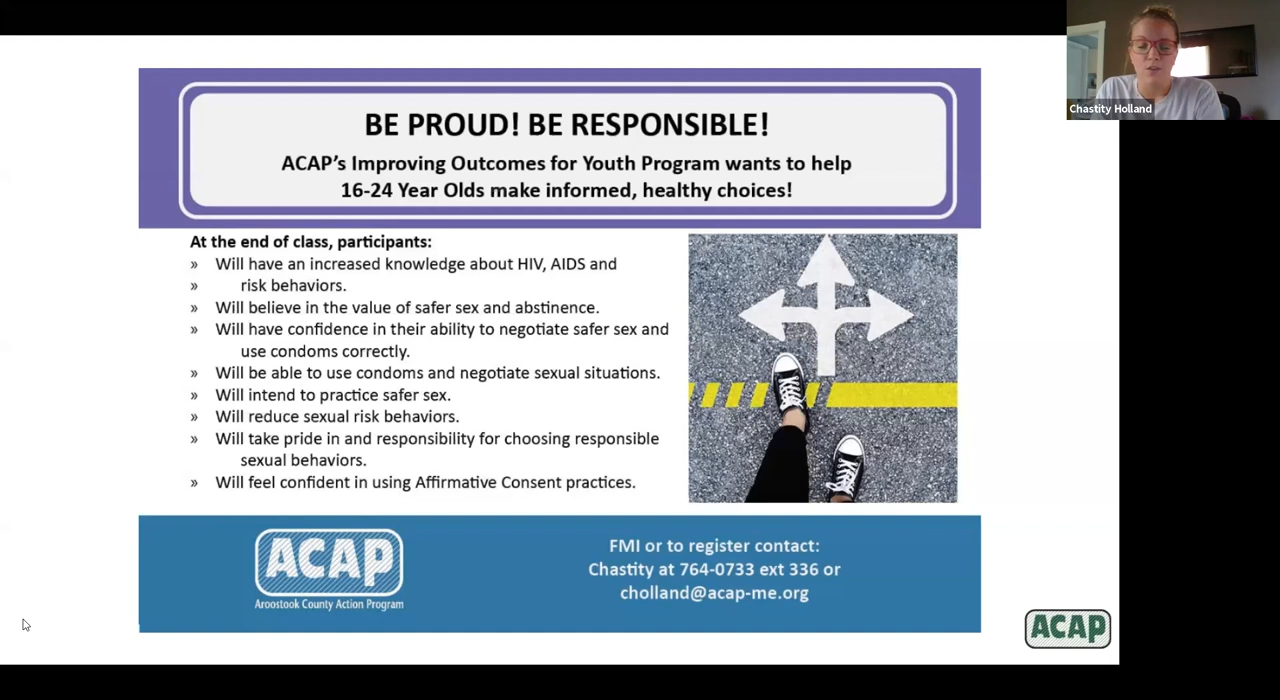 Chastity Holland
BE PROUD! BE RESPONSIBLE!
ACAP's Improving Outcomes for Youth Program wants to help
16-24 Year Olds make informed, healthy choices!
At the end of class, participants:
» Will have an increased knowledge about HIV, AIDS and
» risk behaviors.
» Will believe in the value of safer sex and abstinence.
» Will have confidence in their ability to negotiate safer sex and
use condoms correctly.
» Will be able to use condoms and negotiate sexual situations.
» Will intend to practice safer sex.
» Will reduce sexual risk behaviors.
» Will take pride in and responsibility for choosing responsible
sexual behaviors.
» Will feel confident in using Affirmative Consent practices.
ACAP
Aroostook County Action Program
FMI or to register contact:
Chastity at 764-0733 ext 336 or
cholland@acap-me.org
ACAP